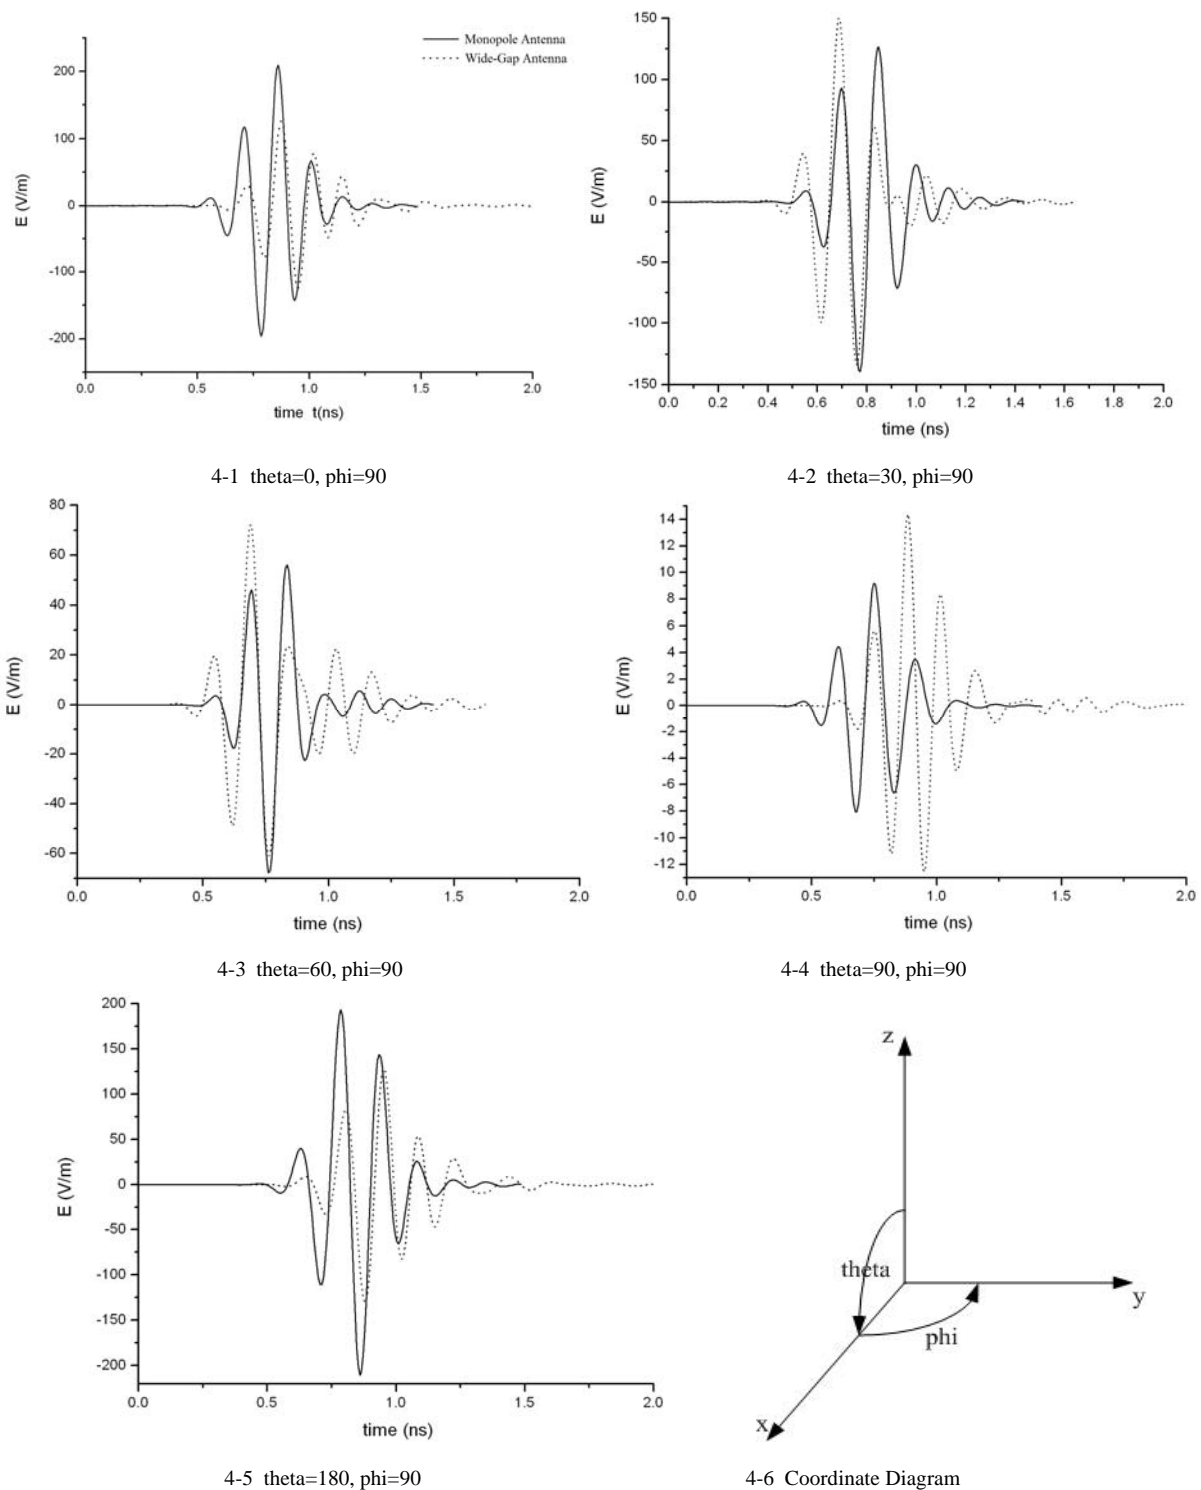 Monopole Antenna
Wide-Gap Antenna
200
100
0
-100
-200
E (V/m)
0.0 0.5 1.0 1.5 2.0
time t(ns)
4-1 theta=0, phi=90
150
100
50
0
-50
-100
-150
E (V/m)
0.0 0.2 0.4 0.6 0.8 1.0 1.2 1.4 1.6 1.8 2.0
time (ns)
4-2 theta=30, phi=90
80
60
40
20
0
-20
-40
-60
E (V/m)
0.0 0.5 1.0 1.5 2.0
time (ns)
4-3 theta=60, phi=90
14
12
10
8
6
4
2
0
-2
-4
-6
-8
-10
-12
E (V/m)
0.0 0.5 1.0 1.5 2.0
time (ns)
4-4 theta=90, phi=90
200
150
100
50
0
-50
-100
-150
-200
E (V/m)
0.0 0.5 1.0 1.5 2.0
time (ns)
4-5 theta=180, phi=90
z
theta
y
phi
x
4-6 Coordinate Diagram